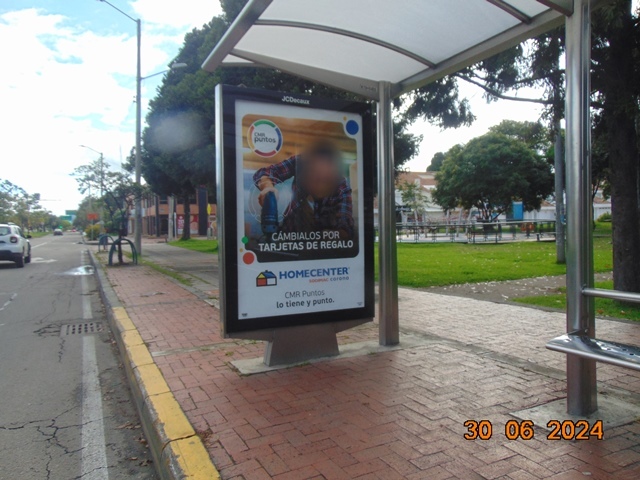 JCDecaux
CMR
puntos
CÁMBIALOS POR
TARJETAS DE REGALO
HOMECENTER
CMR Puntos
lo tiene y punto.
30 06 2024